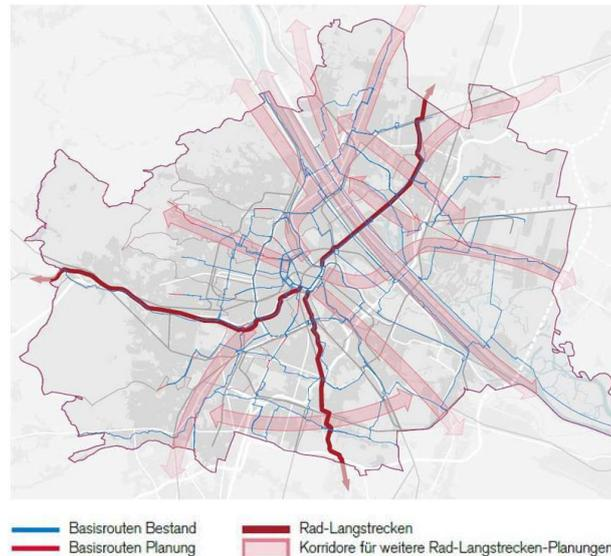 Basisrouten Bestand
Basisrouten Planung
Rad-Langstrecken
Korridore für weitere Rad-Langstrecken-Planungen